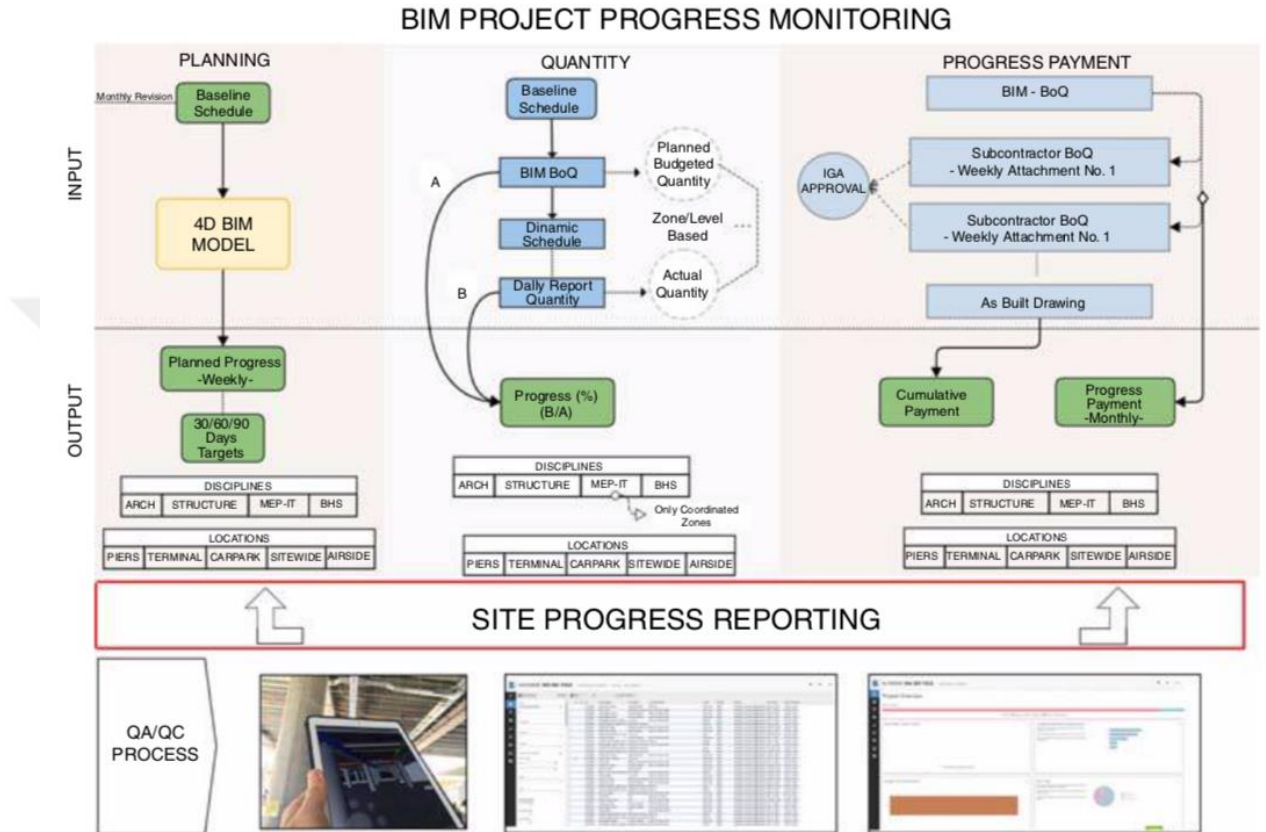 BIM PROJECT PROGRESS MONITORING
PLANNING
Monthly Revision
Baseline
Schedule
4D BIM
MODEL
Planned Progress
-Weekly-
30/60/90
Days
Targets
DISCIPLINES
ARCH STRUCTURE MEP-IT BHS
LOCATIONS
PIERS TERMINAL CARPARK SITEWIDE AIRSIDE
QUANTITY
Baseline
Schedule
A
BIM BoQ
Planned
Budgeted
Quantity
Dinamic
Schedule
Zone/Level
Based
B
Daily Report
Quantity
Actual
Quantity
Progress (%)
(B/A)
DISCIPLINES
ARCH STRUCTURE MEP-IT BHS
Only Coordinated
Zones
LOCATIONS
PIERS TERMINAL CARPARK SITEWIDE AIRSIDE
PROGRESS PAYMENT
BIM - BoQ
IGA
APPROVAL
Subcontractor BoQ
- Weekly Attachment No. 1
Subcontractor BoQ
- Weekly Attachment No. 1
As Built Drawing
Cumulative
Payment
Progress
Payment
-Monthly-
DISCIPLINES
ARCH STRUCTURE MEP-IT BHS
LOCATIONS
PIERS TERMINAL CARPARK SITEWIDE AIRSIDE
INPUT
OUTPUT
SITE PROGRESS REPORTING
QA/QC
PROCESS